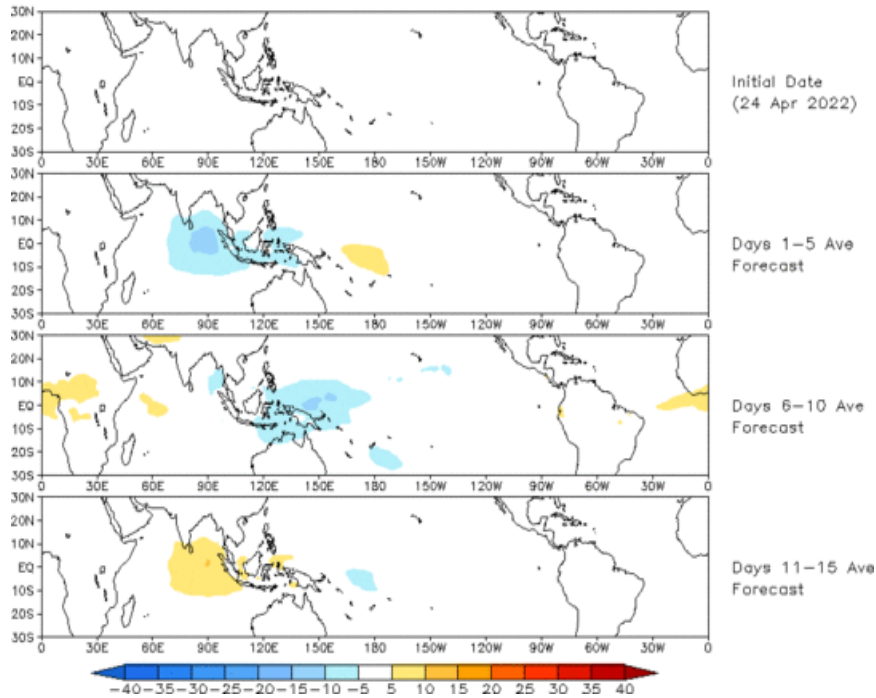 30N
20N
10N
EQ
10S
20S
30S
0 30E 60E 90E 120E 150E 180 150W 120W 90W 60W 30W 0
Initial Date
(24 Apr 2022)
30N
20N
10N
EQ
10S
20S
30S
0 30E 60E 90E 120E 150E 180 150W 120W 90W 60W 30W 0
Days 1-5 Ave
Forecast
30N
20N
10N
EQ
10S
20S
30S
0 30E 60E 90E 120E 150E 180 150W 120W 90W 60W 30W 0
Days 6-10 Ave
Forecast
30N
20N
10N
EQ
10S
20S
30S
0 30E 60E 90E 120E 150E 180 150W 120W 90W 60W 30W 0
Days 11-15 Ave
Forecast
-40 -35 -30 -25 -20 -15 -10 -5 5 10 15 20 25 30 35 40